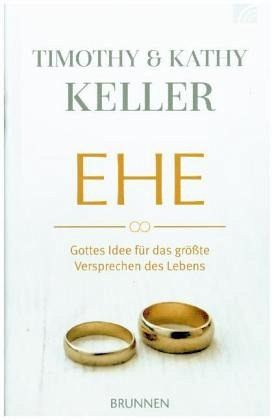 TIMOTHY & KATHY
KELLER
EHE
Gottes Idee für das größte
Versprechen des Lebens
BRUNNEN